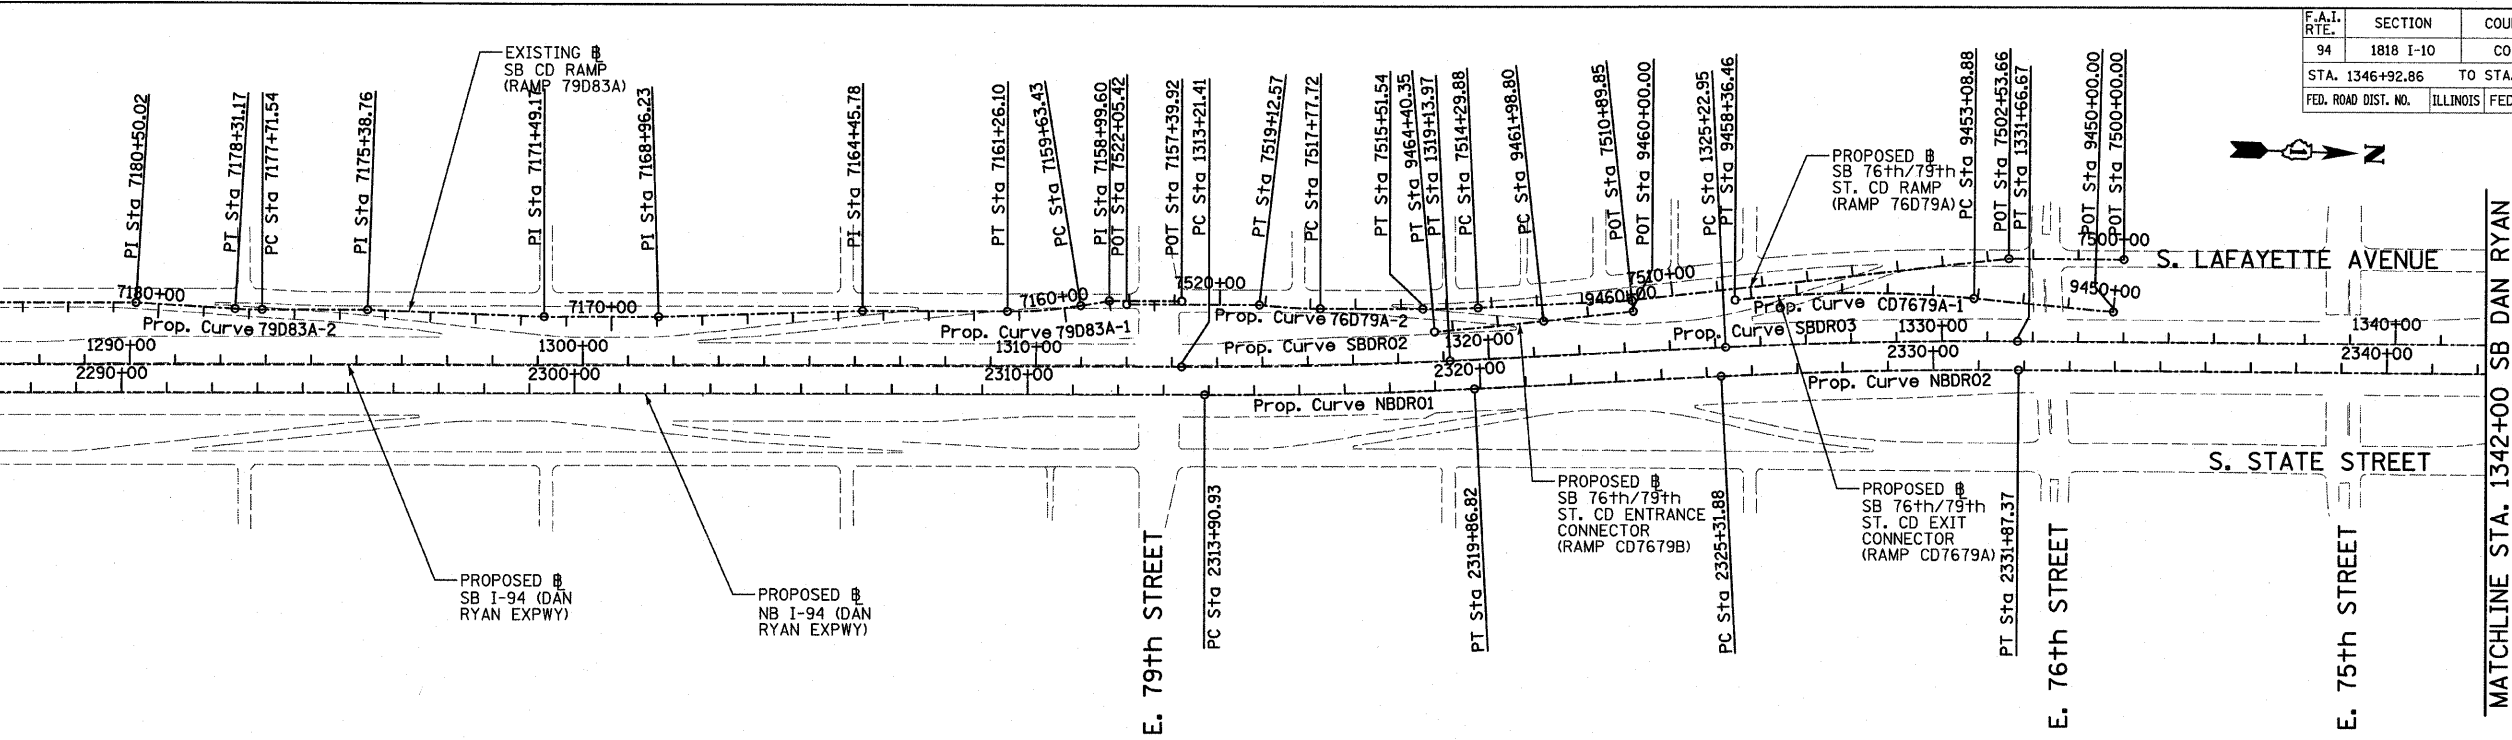 F.A.I. RTE. SECTION
94 1818 I-10
STA. 1346+92.86 TO STA.
FED. ROAD DIST. NO. ILLINOIS
EXISTING BL
SB CD RAMP
(RAMP 79D83A)
PI Sta 7180+50.02
PT Sta 7178+31.17
PC Sta 7177+71.54
PI Sta 7175+38.76
PI Sta 7171+49.17
PI Sta 7168+96.23
PI Sta 7164+45.78
PT Sta 7161+26.10
PC Sta 7159+63.43
PI Sta 7158+99.60
POT Sta 7522+05.42
POT Sta 7157+39.92
PC Sta 1313+21.41
PT Sta 7519+12.57
PC Sta 7517+77.72
PT Sta 7515+51.54
PT Sta 9464+40.35
PT Sta 1319+13.97
PC Sta 7514+29.88
PC Sta 9461+98.80
POT Sta 7510+89.85
POT Sta 9460+00.00
PC Sta 1325+22.95
PT Sta 9458+36.46
PC Sta 9453+08.88
POT Sta 7502+53.66
PT Sta 1331+66.67
POT Sta 9450+00.00
POT Sta 7500+00.00
PROPOSED BL
SB 76th/79th
ST. CD RAMP
(RAMP 76D79A)
N
7500+00
S. LAFAYETTE AVENUE
7180+00
7170+00
7160+00
7520+00
7510+00
9460+00
9450+00
Prop. Curve 79D83A-2
Prop. Curve 79D83A-1
Prop. Curve 76D79A-2
Prop. Curve CD7679A-1
Prop. Curve SBDR02
Prop. Curve SBDR03
1290+00
1300+00
1310+00
1320+00
1330+00
1340+00
2290+00
2300+00
2310+00
2320+00
2330+00
2340+00
Prop. Curve NBDR01
Prop. Curve NBDR02
S. STATE STREET
PC Sta 2313+90.93
PT Sta 2319+86.82
PC Sta 2325+31.88
PT Sta 2331+87.37
PROPOSED BL
SB I-94 (DAN
RYAN EXPWY)
PROPOSED BL
NB I-94 (DAN
RYAN EXPWY)
PROPOSED BL
SB 76th/79th
ST. CD ENTRANCE
CONNECTOR
(RAMP CD7679B)
PROPOSED BL
SB 76th/79th
ST. CD EXIT
CONNECTOR
(RAMP CD7679A)
E. 79th STREET
E. 76th STREET
E. 75th STREET
MATCHLINE STA. 1342+00 SB DAN RYAN